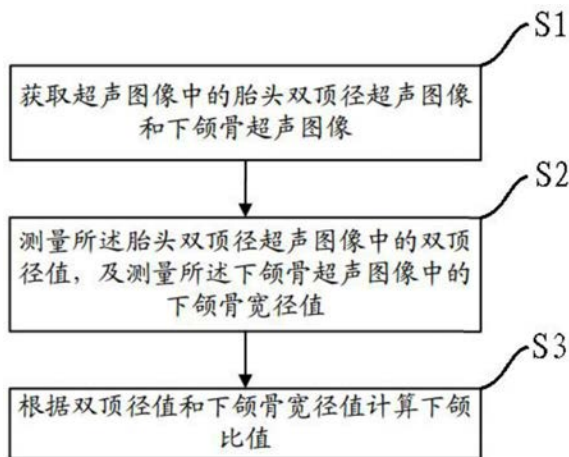 S1
获取超声图像中的胎头双顶径超声图像
和下颌骨超声图像
S2
测量所述胎头双顶径超声图像中的双顶
径值，及测量所述下颌骨超声图像中的
下颌骨宽径值
S3
根据双顶径值和下颌骨宽径值计算下颌
比值